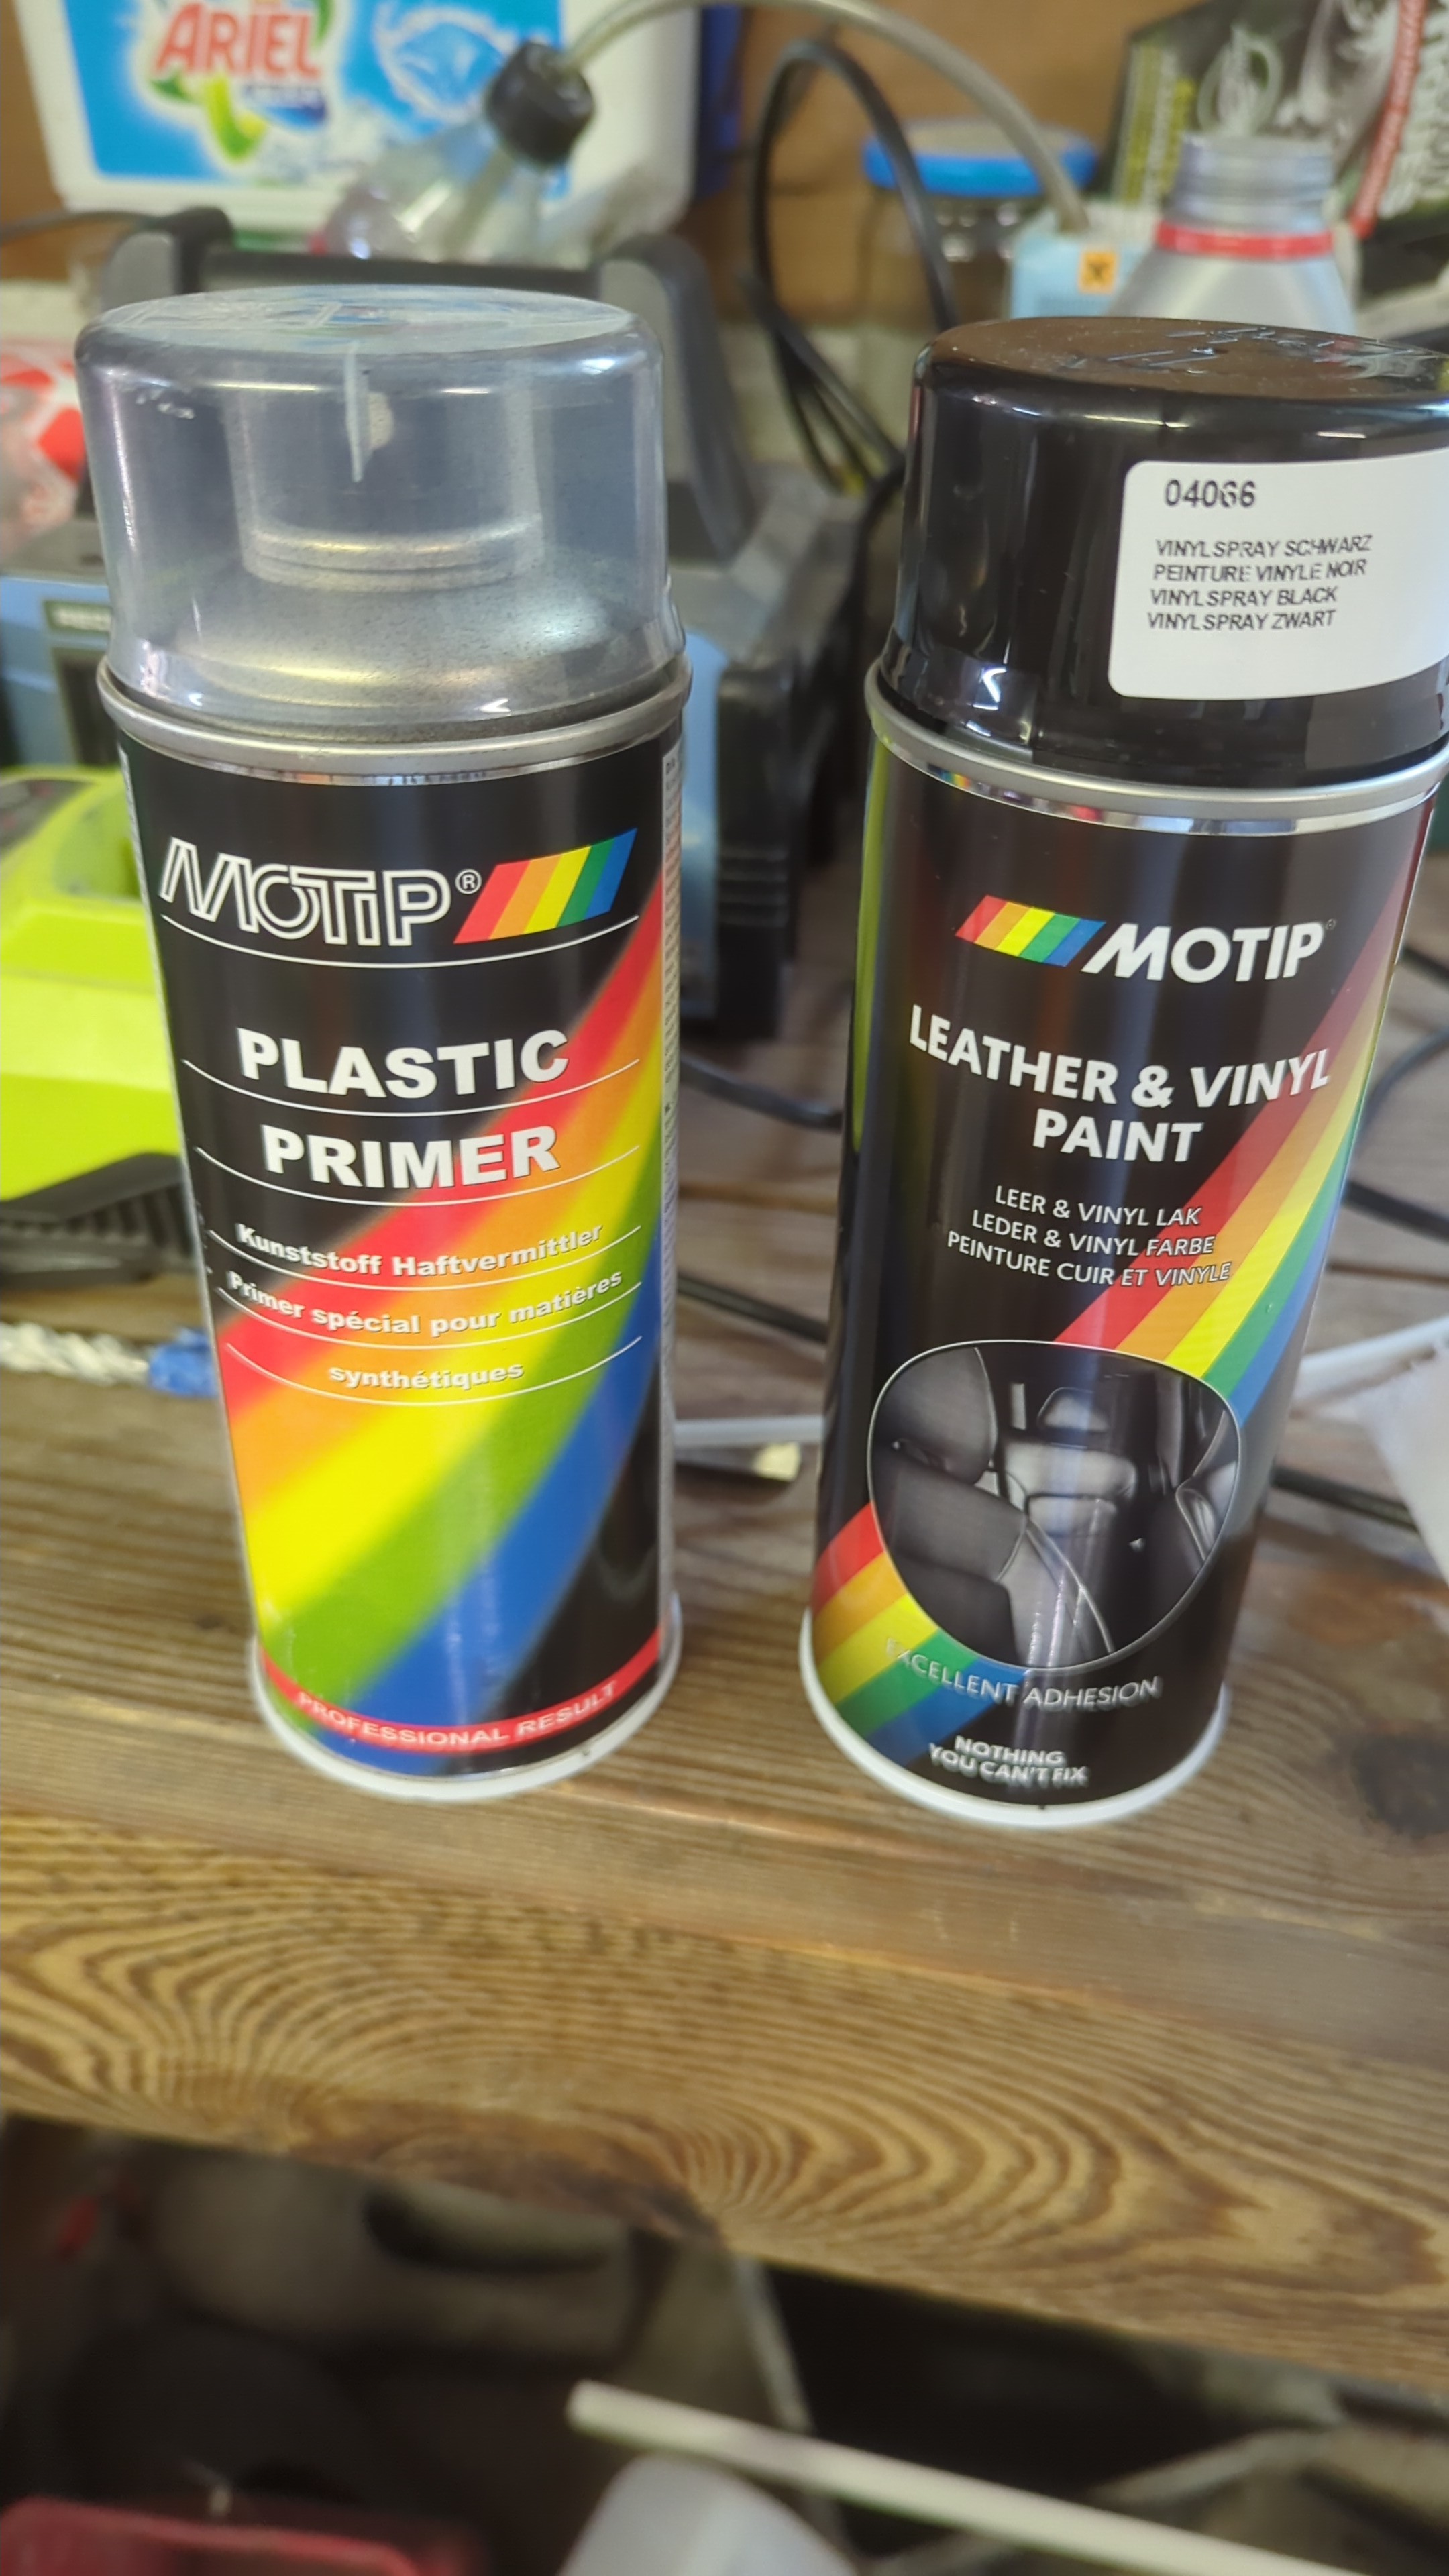 ARIEL
MOTIP®
PLASTIC
PRIMER
Kunststoff Haftvermittler
Primer spécial pour matières
synthétiques
PROFESSIONAL RESULT
04066
VINYLSPRAY SCHWARZ
PEINTURE VINYLE NOIR
VINYLSPRAY BLACK
VINYLSPRAY ZWART
MOTIP
LEATHER & VINYL
PAINT
LEER & VINYL LAK
LEDER & VINYL FARBE
PEINTURE CUIR ET VINYLE
EXCELLENT ADHESION
NOTHING
YOU CAN'T FIX